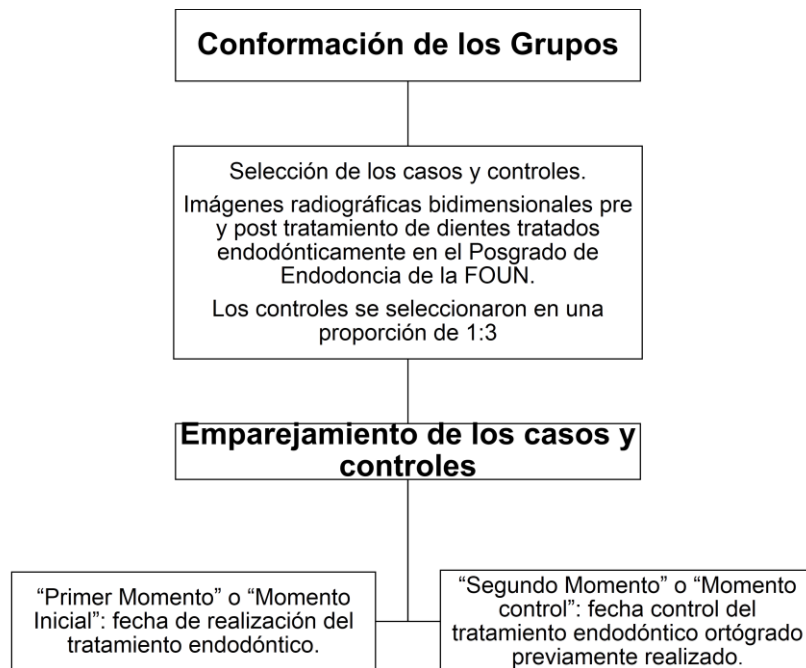 Conformación de los Grupos
Selección de los casos y controles.
Imágenes radiográficas bidimensionales pre
y post tratamiento de dientes tratados
endodónticamente en el Posgrado de
Endodoncia de la FOUN.
Los controles se seleccionaron en una
proporción de 1:3
Emparejamiento de los casos y
controles
“Primer Momento” o “Momento
Inicial”: fecha de realización del
tratamiento endodóntico.
“Segundo Momento” o “Momento
control”: fecha control del
tratamiento endodóntico ortógrado
previamente realizado.